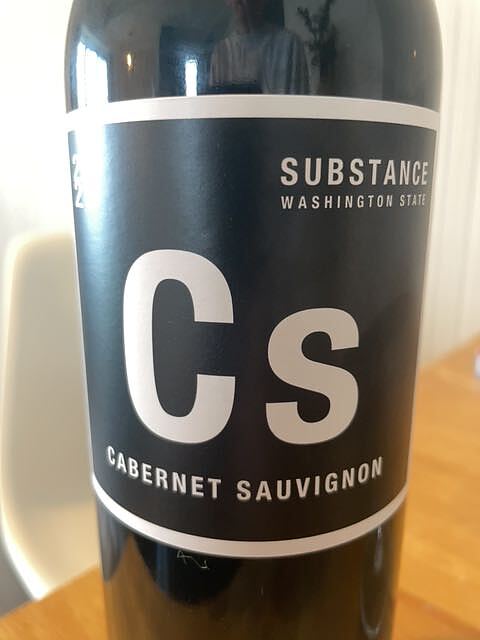 SUBSTANCE
WASHINGTON STATE
Cs
CABERNET SAUVIGNON